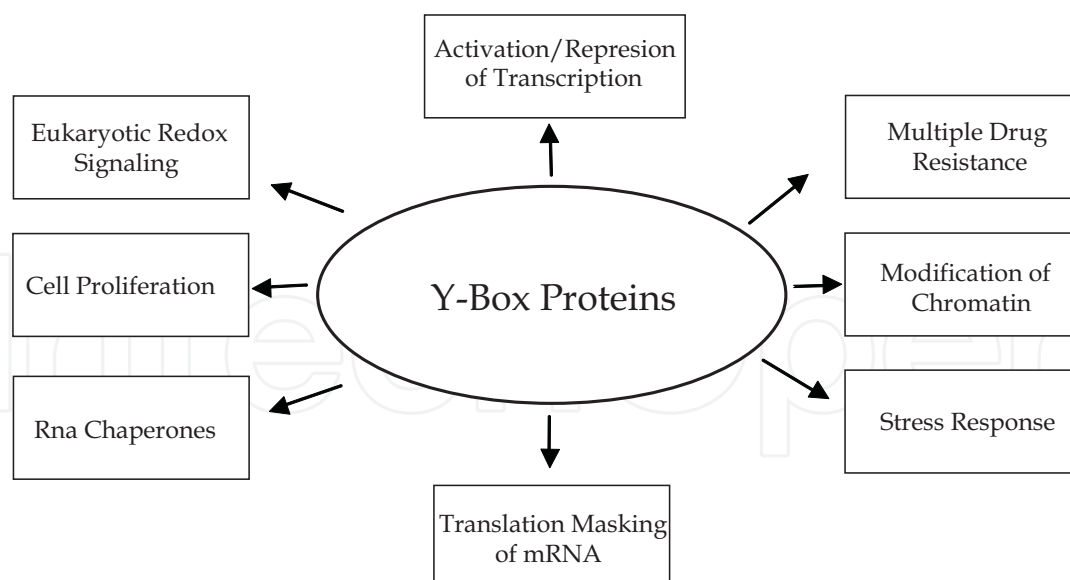 Activation/Represion
of Transcription
Eukaryotic Redox
Signaling
Multiple Drug
Resistance
Cell Proliferation
Y-Box Proteins
Modification of
Chromatin
Rna Chaperones
Stress Response
Translation Masking
of mRNA